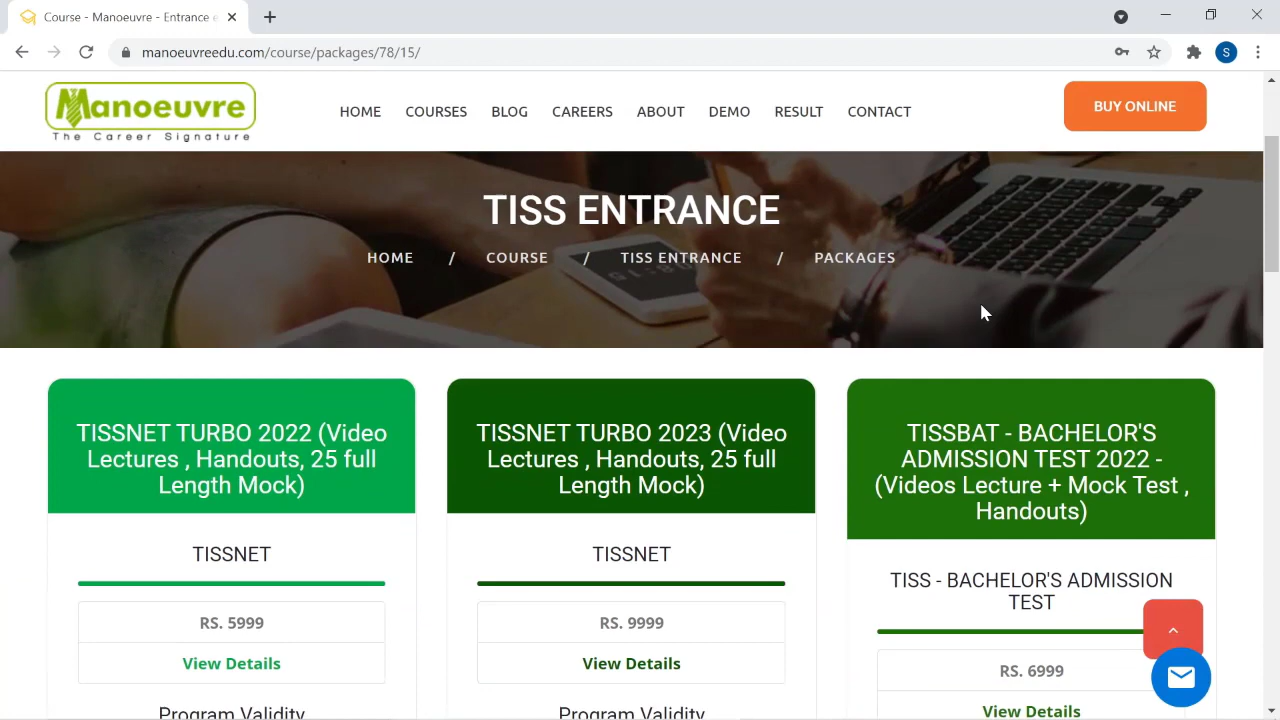 Course - Manoeuvre - Entrance e
manoeuvreedu.com/course/packages/78/15/
S
Manoeuvre
The Career Signature
HOME COURSES BLOG CAREERS ABOUT DEMO RESULT CONTACT
BUY ONLINE
TISS ENTRANCE
HOME / COURSE / TISS ENTRANCE / PACKAGES
TISSNET TURBO 2022 (Video
Lectures , Handouts, 25 full
Length Mock)
TISSNET
RS. 5999
View Details
Program Validity
TISSNET TURBO 2023 (Video
Lectures , Handouts, 25 full
Length Mock)
TISSNET
RS. 9999
View Details
Program Validity
TISSBAT - BACHELOR'S
ADMISSION TEST 2022 -
(Videos Lecture + Mock Test ,
Handouts)
TISS - BACHELOR'S ADMISSION
TEST
RS. 6999
View Details